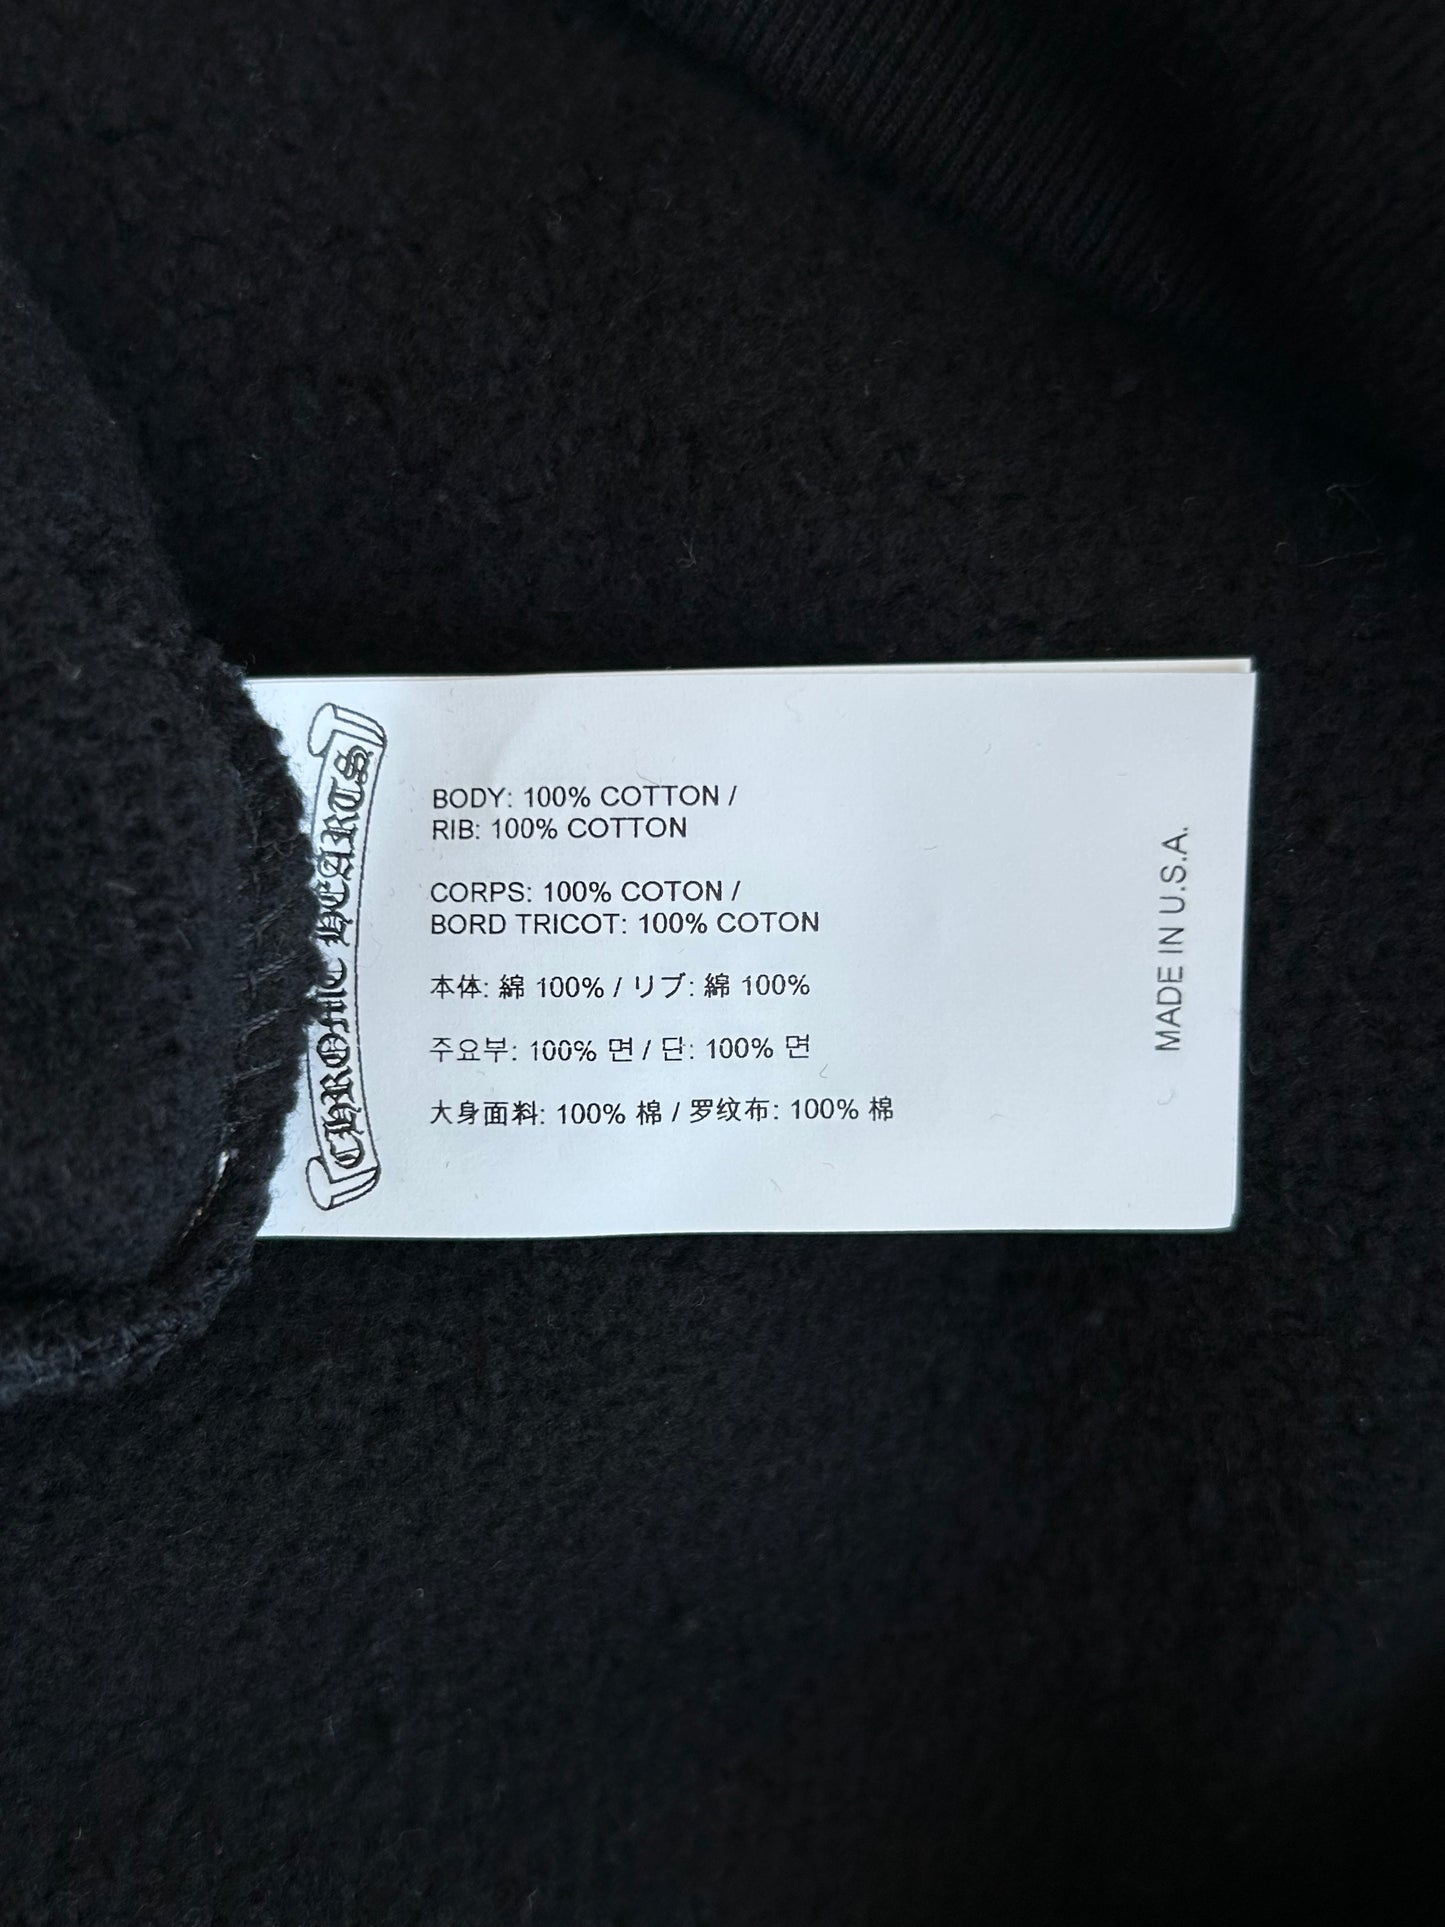 CHROME HEARTS
BODY: 100% COTTON /
RIB: 100% COTTON
CORPS: 100% COTON /
BORD TRICOT: 100% COTON
本体: 綿 100% / リブ: 綿 100%
주요부: 100% 면 / 단: 100% 면
大身面料: 100% 棉 / 罗纹布: 100% 棉
MADE IN U.S.A.